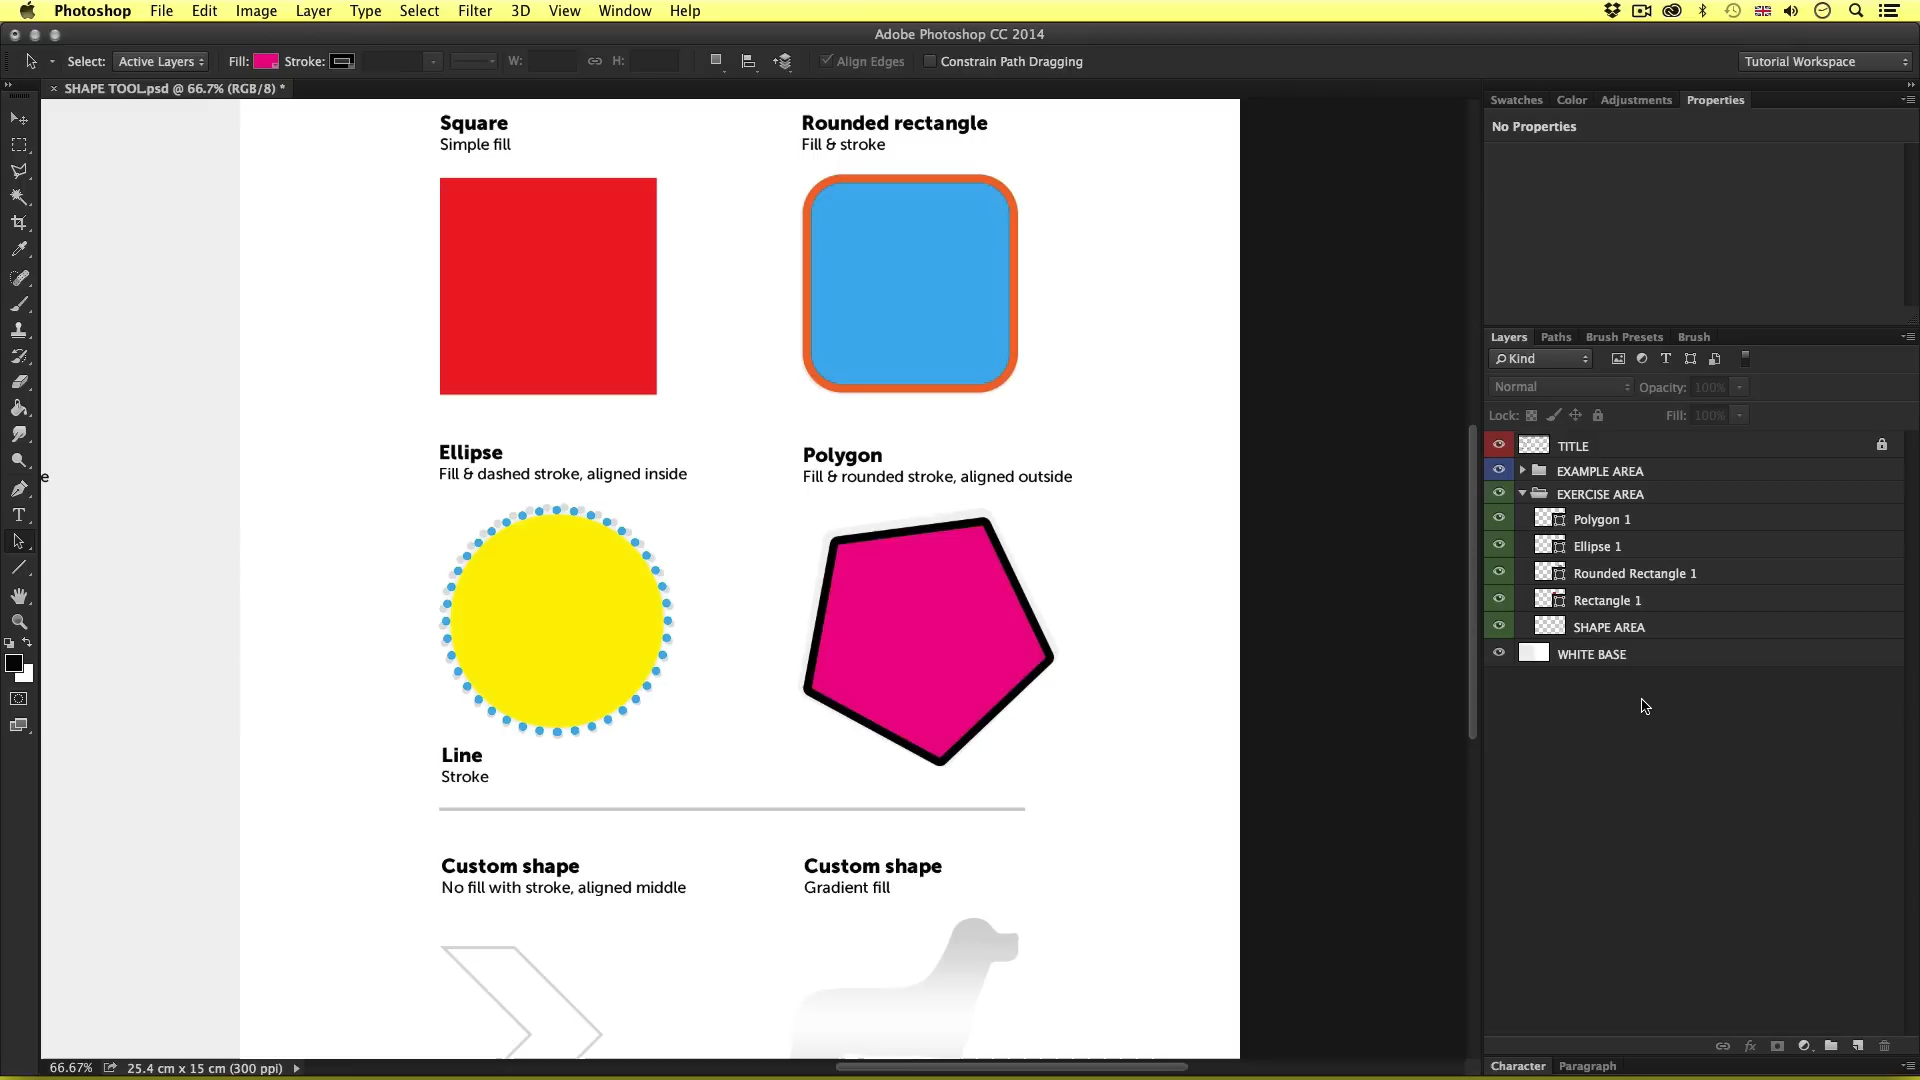 Photoshop File Edit Image Layer Type Select Filter 3D View Window Help
Adobe Photoshop CC 2014
Select: Active Layers Fill: Stroke: W: H: Align Edges Constrain Path Dragging Tutorial Workspace
× SHAPE TOOL.psd @ 66.7% (RGB/8) *
Swatches Color Adjustments Properties
No Properties
Square
Simple fill
Rounded rectangle
Fill & stroke
Ellipse
Fill & dashed stroke, aligned inside
Polygon
Fill & rounded stroke, aligned outside
e
Line
Stroke
Custom shape
No fill with stroke, aligned middle
Custom shape
Gradient fill
Layers Paths Brush Presets Brush
Kind
Normal Opacity: 100%
Lock: Fill: 100%
TITLE
EXAMPLE AREA
EXERCISE AREA
Polygon 1
Ellipse 1
Rounded Rectangle 1
Rectangle 1
SHAPE AREA
WHITE BASE
66.67% 25.4 cm x 15 cm (300 ppi)
Character Paragraph